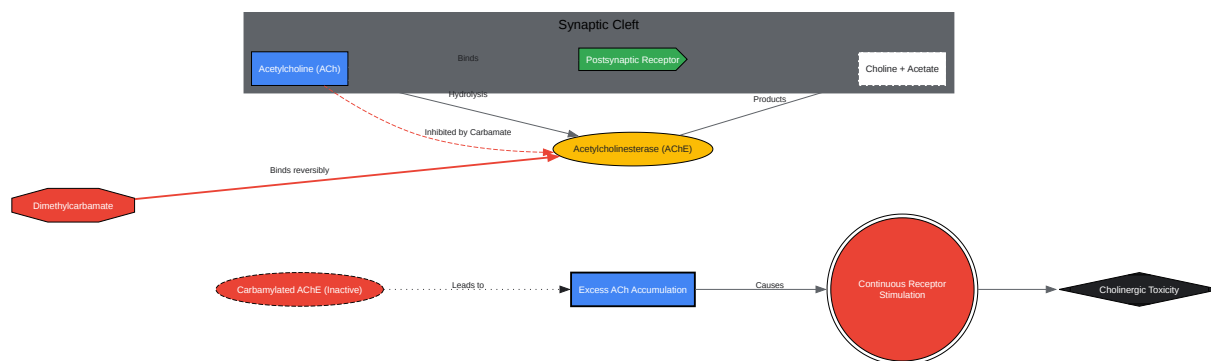 Synaptic Cleft
Acetylcholine (ACh)
Binds
Postsynaptic Receptor
Choline + Acetate
Hydrolysis
Products
Inhibited by Carbamate
Acetylcholinesterase (AChE)
Binds reversibly
Dimethylcarbamate
Carbamylated AChE (Inactive)
Leads to
Excess ACh Accumulation
Causes
Continuous Receptor
Stimulation
Cholinergic Toxicity